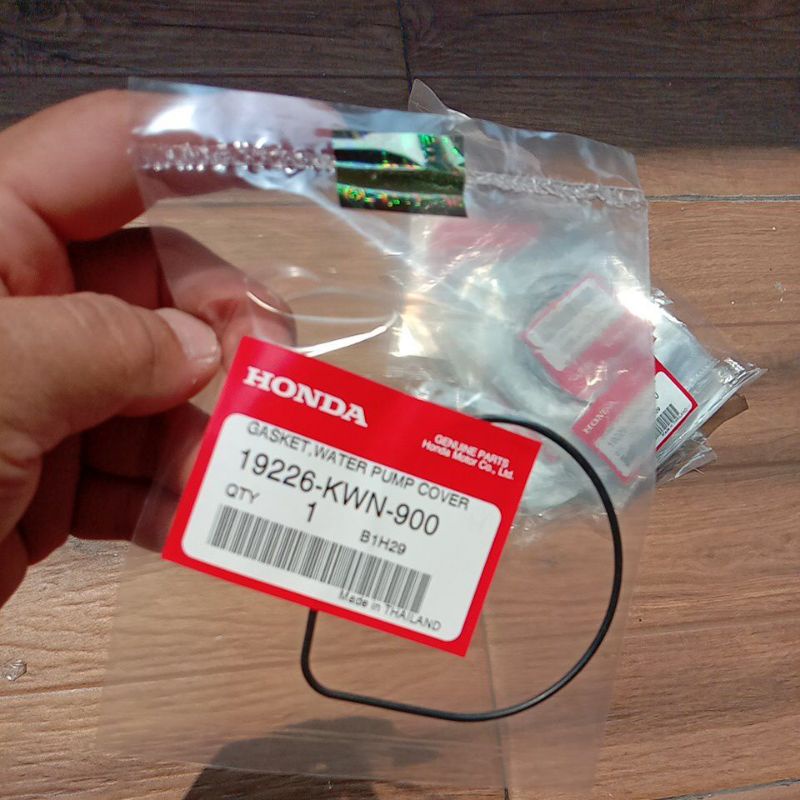 HONDA
GENUINE PARTS
Honda Motor Co., Ltd.
GASKET,WATER PUMP COVER
19226-KWN-900
QTY 1 B1H29
Made in THAILAND
HONDA